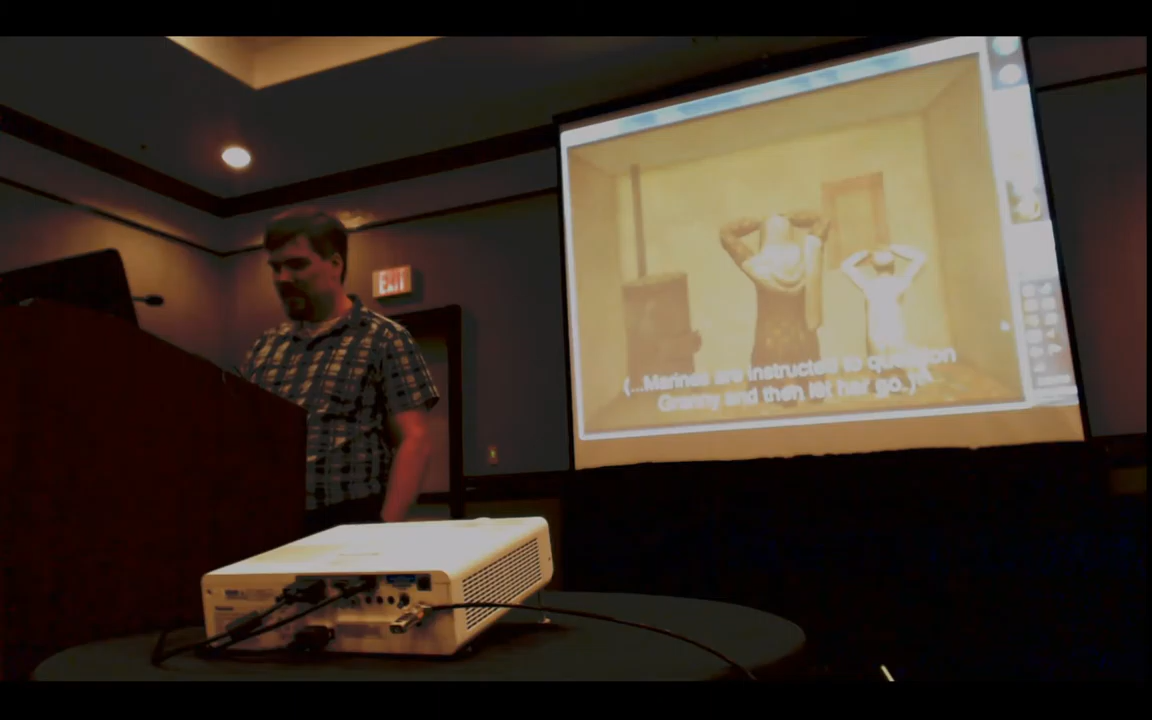 EXIT
(...Marines are instructed to question
Granny and then let her go.)